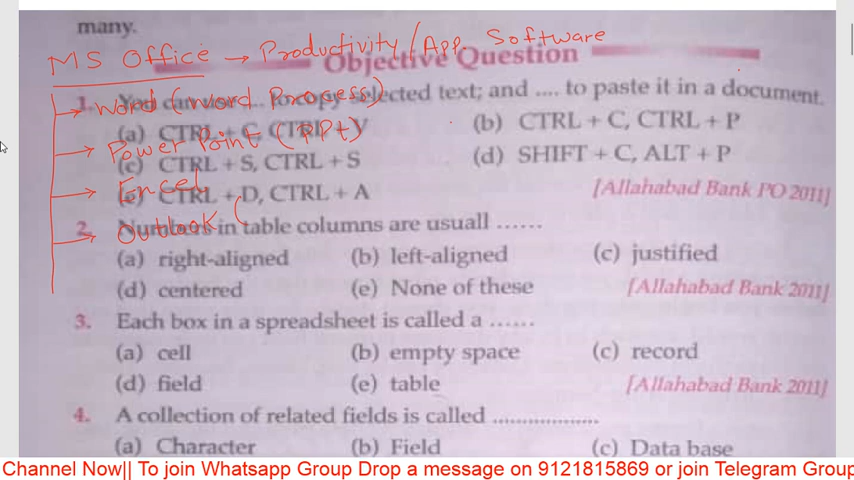 many.
MS Office → Productivity / App. Software
Objective Question
1. You can .... to copy selected text; and .... to paste it in a document.
→ Word (Word Process)
(a) CTRL + C, CTRL + V
(b) CTRL + C, CTRL + P
→ Power Point (PPt)
(c) CTRL + S, CTRL + S
(d) SHIFT + C, ALT + P
→ Excel
(e) CTRL + D, CTRL + A
[Allahabad Bank PO 2011]
→ Outlook (
2. Numbers in table columns are usuall ......
(a) right-aligned (b) left-aligned (c) justified
(d) centered (e) None of these [Allahabad Bank 2011]
3. Each box in a spreadsheet is called a ......
(a) cell (b) empty space (c) record
(d) field (e) table [Allahabad Bank 2011]
4. A collection of related fields is called ...................
(a) Character (b) Field (c) Data base
Channel Now|| To join Whatsapp Group Drop a message on 9121815869 or join Telegram Group